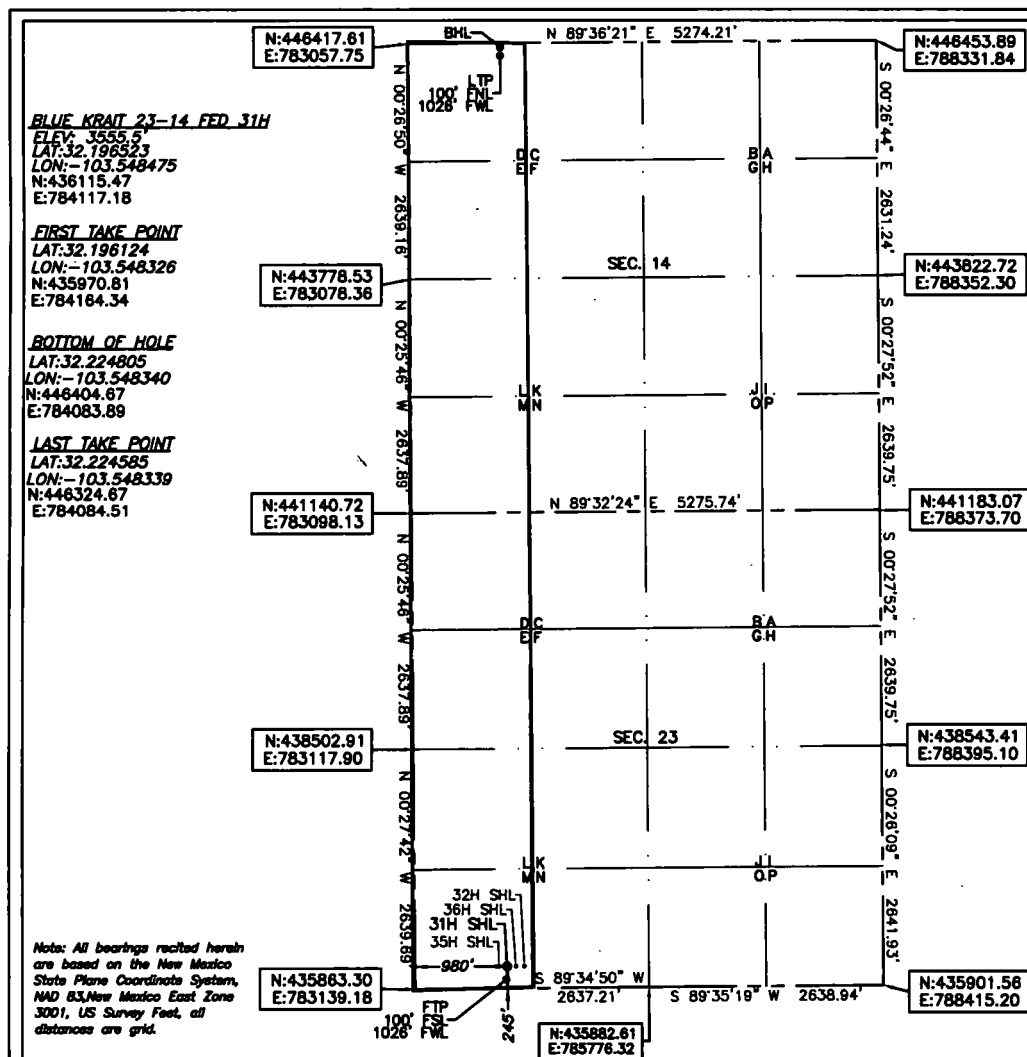 BLUE KRAIT 23-14 FED 31H
ELEV: 3555.5'
LAT:32.196523
LON:-103.548475
N:436115.47
E:784117.18
FIRST TAKE POINT
LAT:32.196124
LON:-103.548326
N:435970.81
E:784164.34
BOTTOM OF HOLE
LAT:32.224805
LON:-103.548340
N:446404.67
E:784083.89
LAST TAKE POINT
LAT:32.224585
LON:-103.548339
N:446324.67
E:784084.51
Note: All bearings recited herein
are based on the New Mexico
State Plane Coordinate System,
NAD 83,New Mexico East Zone
3001, US Survey Feet, all
distances are grid.
N:446417.61
E:783057.75
BHL
N 89'36'21" E 5274.21'
N:446453.89
E:788331.84
LTP
100' FNL
1026' FWL
N 00'26'50" W 2639.16'
S 00'26'44" E 2631.24'
D C
E F
B A
G H
N:443778.53
E:783078.36
SEC. 14
N:443822.72
E:788352.30
N 00'25'46" W 2637.89'
S 00'27'52" E 2639.75'
L K
M N
J I
O P
N:441140.72
E:783098.13
N 89'32'24" E 5275.74'
N:441183.07
E:788373.70
N 00'25'46" W 2637.89'
S 00'27'52" E 2639.75'
D C
E F
B A
G H
N:438502.91
E:783117.90
SEC. 23
N:438543.41
E:788395.10
N 00'27'42" W 2639.89'
S 00'26'09" E 2641.93'
L K
M N
J I
O P
32H SHL
36H SHL
31H SHL
35H SHL
980'
N:435863.30
E:783139.18
FTP
100' FSL
1026' FWL
245'
S 89'34'50" W
2637.21'
S 89'35'19" W 2638.94'
N:435882.61
E:785776.32
N:435901.56
E:788415.20